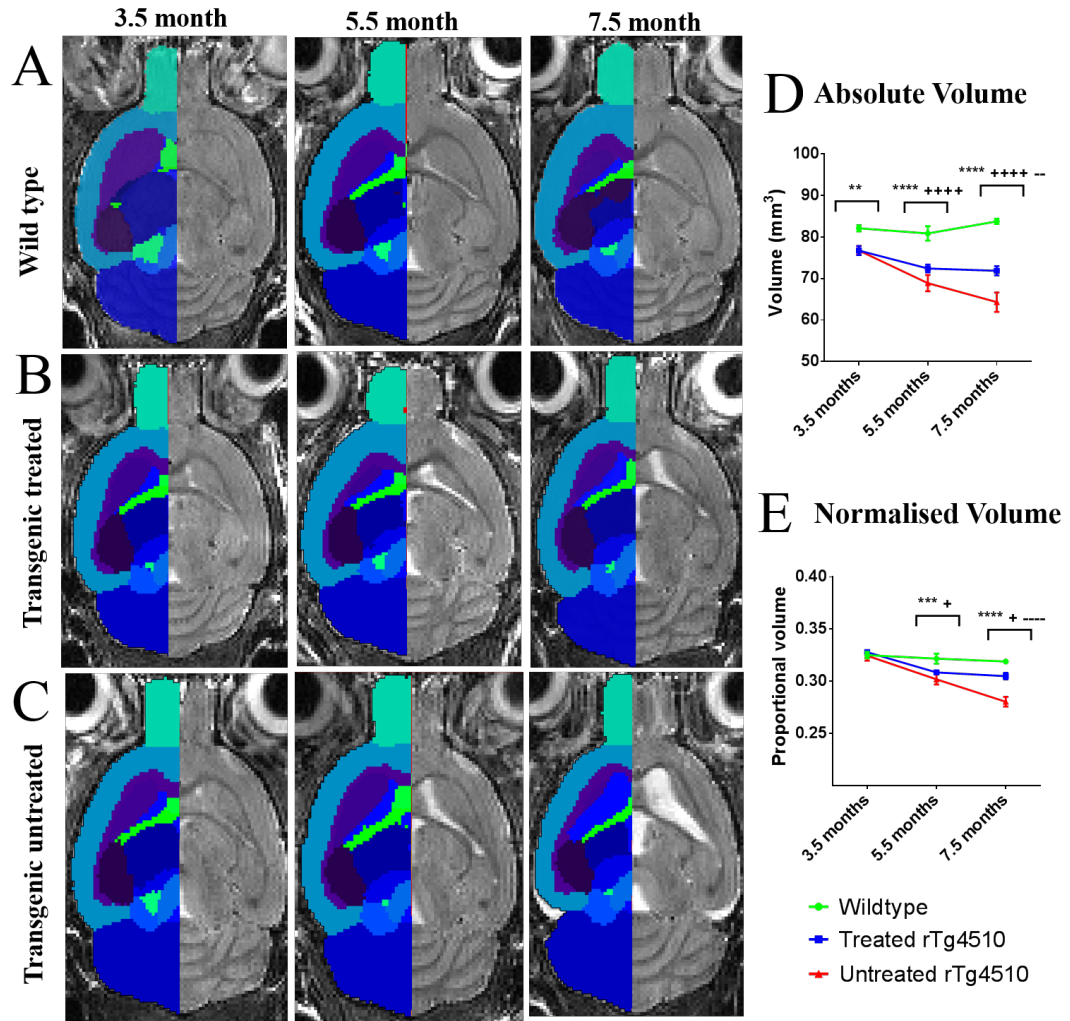 3.5 month
5.5 month
7.5 month
A
Wild type
B
Transgenic treated
C
Transgenic untreated
D Absolute Volume
Volume (mm³)
100
90
80
70
60
50
**
**** ++++
**** ++++ --
3.5 months
5.5 months
7.5 months
E Normalised Volume
Proportional volume
0.40
0.35
0.30
0.25
*** +
**** + ----
3.5 months
5.5 months
7.5 months
Wildtype
Treated rTg4510
Untreated rTg4510